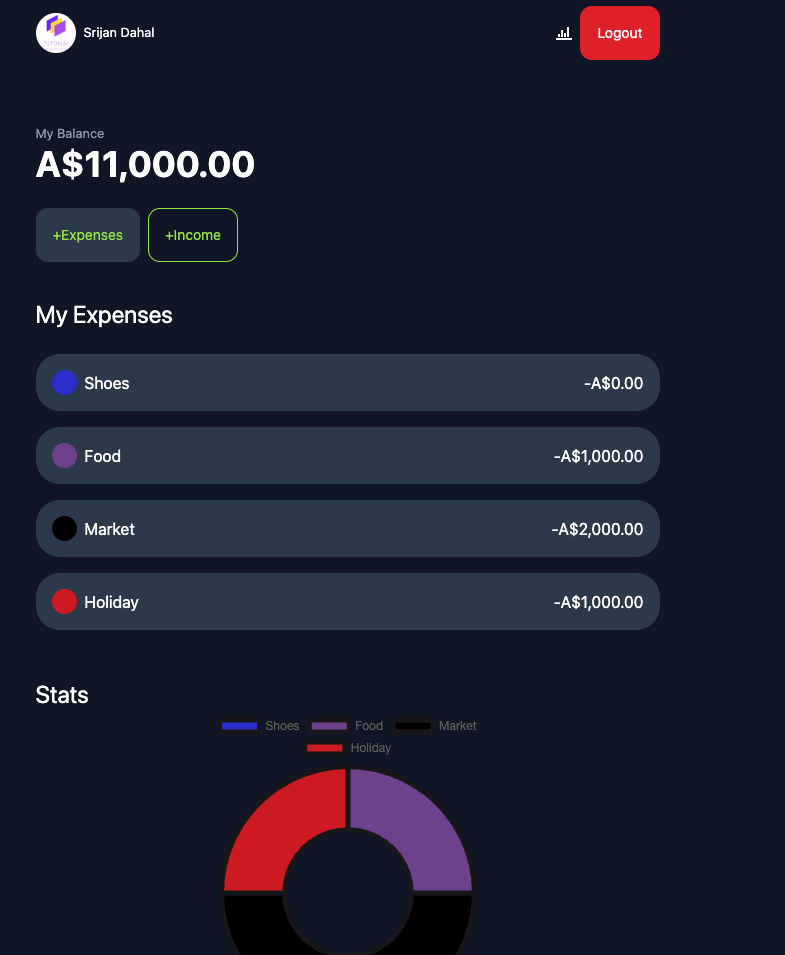 TUTORIAL
Srijan Dahal
Logout
My Balance
A$11,000.00
+Expenses +Income
My Expenses
Shoes -A$0.00
Food -A$1,000.00
Market -A$2,000.00
Holiday -A$1,000.00
Stats
Shoes Food Market
Holiday